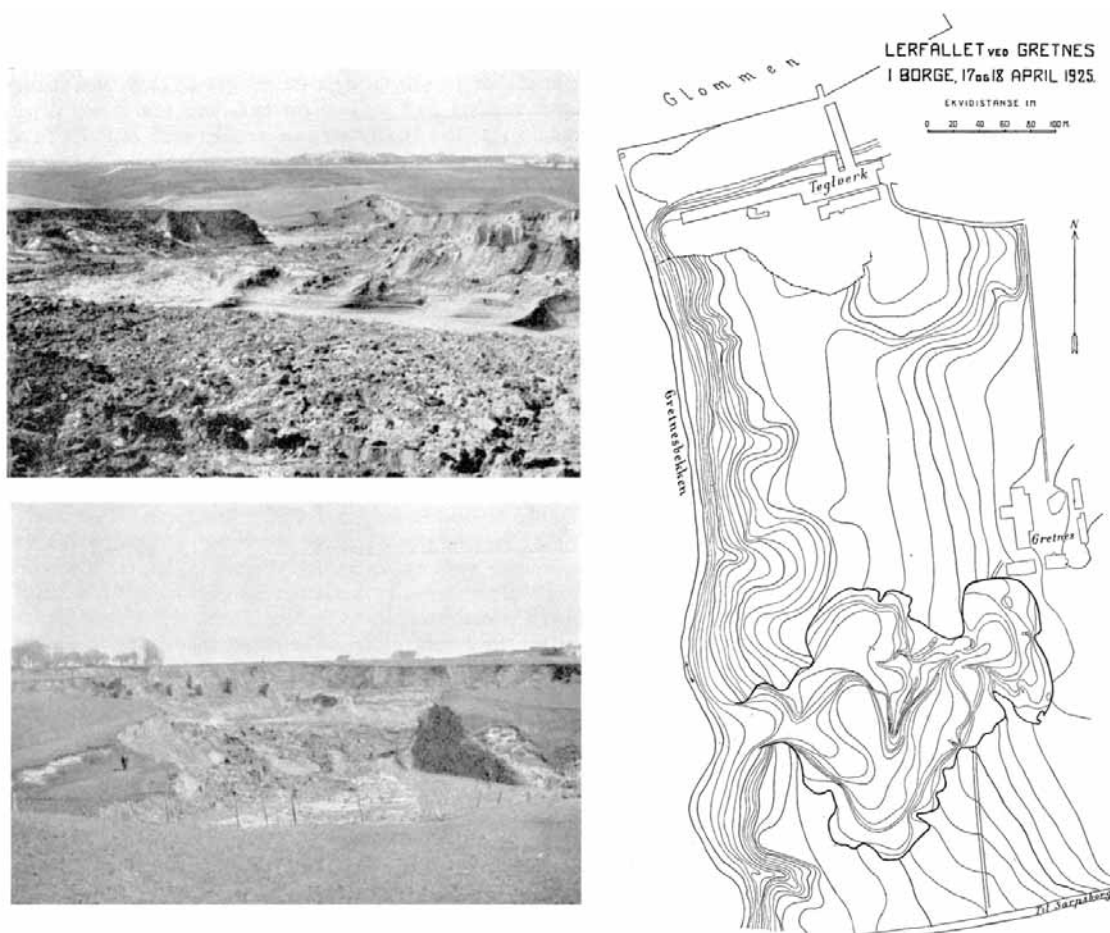 LERFALLET VED GRETNES
I BORGE, 17 OG 18 APRIL 1925.
EKVIDISTANSE 1M
0 20 40 60 80 100 M.
Glommen
Teglverk
N
Gretnesbekken
Gretnes
Til Sarpsborg